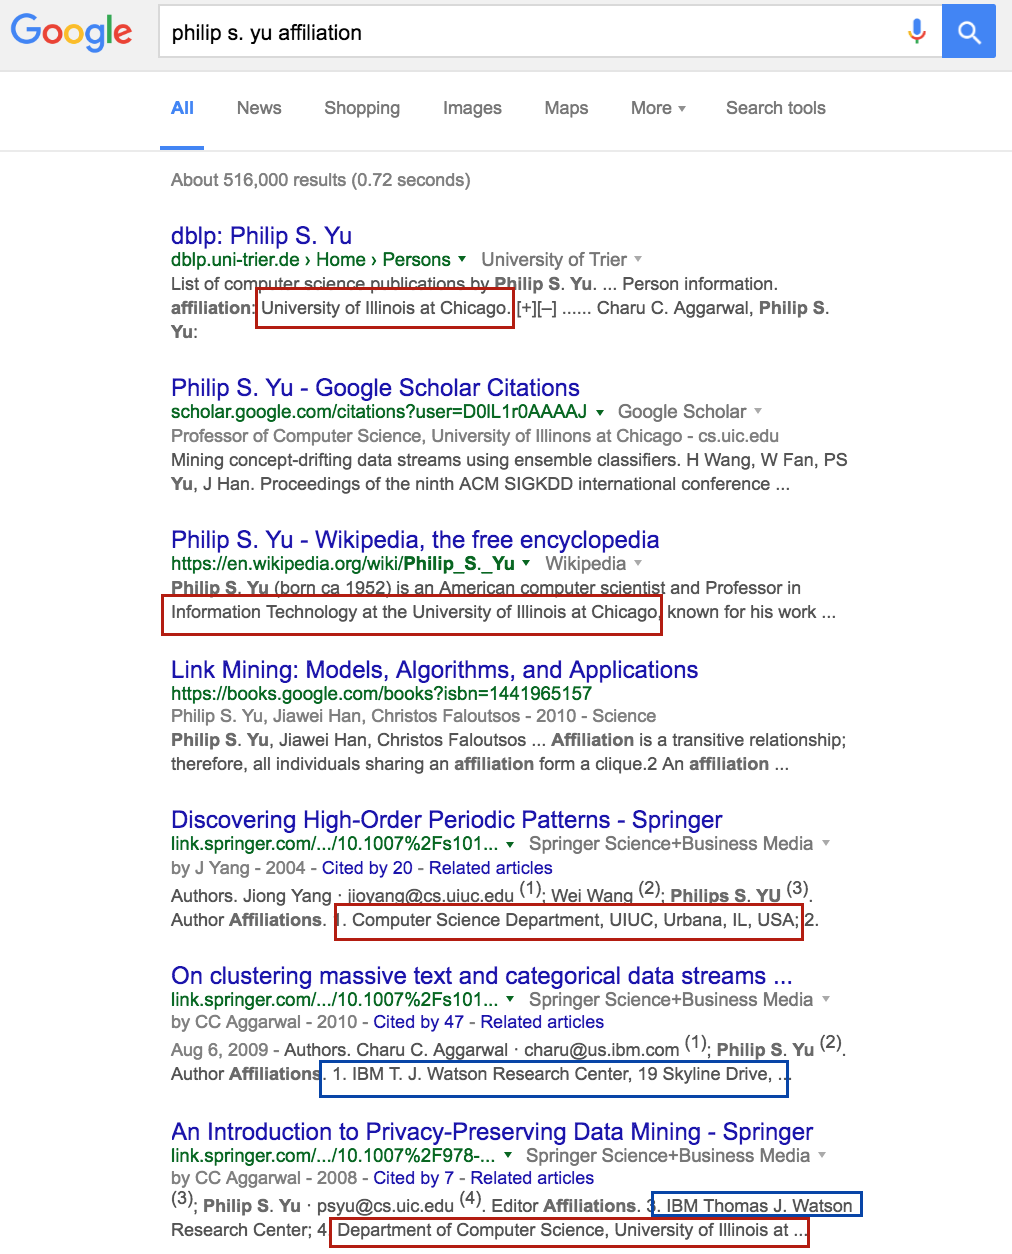 Google
philip s. yu affiliation
All News Shopping Images Maps More Search tools
About 516,000 results (0.72 seconds)
dblp: Philip S. Yu
dblp.uni-trier.de › Home › Persons University of Trier
List of computer science publications by Philip S. Yu. ... Person information.
affiliation: University of Illinois at Chicago. [+][–] ...... Charu C. Aggarwal, Philip S.
Yu:
Philip S. Yu - Google Scholar Citations
scholar.google.com/citations?user=D0lL1r0AAAAJ Google Scholar
Professor of Computer Science, University of Illinons at Chicago - cs.uic.edu
Mining concept-drifting data streams using ensemble classifiers. H Wang, W Fan, PS
Yu, J Han. Proceedings of the ninth ACM SIGKDD international conference ...
Philip S. Yu - Wikipedia, the free encyclopedia
https://en.wikipedia.org/wiki/Philip_S._Yu Wikipedia
Philip S. Yu (born ca 1952) is an American computer scientist and Professor in
Information Technology at the University of Illinois at Chicago, known for his work ...
Link Mining: Models, Algorithms, and Applications
https://books.google.com/books?isbn=1441965157
Philip S. Yu, Jiawei Han, Christos Faloutsos - 2010 - Science
Philip S. Yu, Jiawei Han, Christos Faloutsos ... Affiliation is a transitive relationship;
therefore, all individuals sharing an affiliation form a clique.2 An affiliation ...
Discovering High-Order Periodic Patterns - Springer
link.springer.com/.../10.1007%2Fs101... Springer Science+Business Media
by J Yang - 2004 - Cited by 20 - Related articles
Authors. Jiong Yang · jioyang@cs.uiuc.edu (1); Wei Wang (2); Philips S. YU (3).
Author Affiliations. 1. Computer Science Department, UIUC, Urbana, IL, USA; 2.
On clustering massive text and categorical data streams ...
link.springer.com/.../10.1007%2Fs101... Springer Science+Business Media
by CC Aggarwal - 2010 - Cited by 47 - Related articles
Aug 6, 2009 - Authors. Charu C. Aggarwal · charu@us.ibm.com (1); Philip S. Yu (2).
Author Affiliations. 1. IBM T. J. Watson Research Center, 19 Skyline Drive, ...
An Introduction to Privacy-Preserving Data Mining - Springer
link.springer.com/.../10.1007%2F978-... Springer Science+Business Media
by CC Aggarwal - 2008 - Cited by 7 - Related articles
(3); Philip S. Yu · psyu@cs.uic.edu (4). Editor Affiliations. 3. IBM Thomas J. Watson
Research Center; 4 Department of Computer Science, University of Illinois at ...